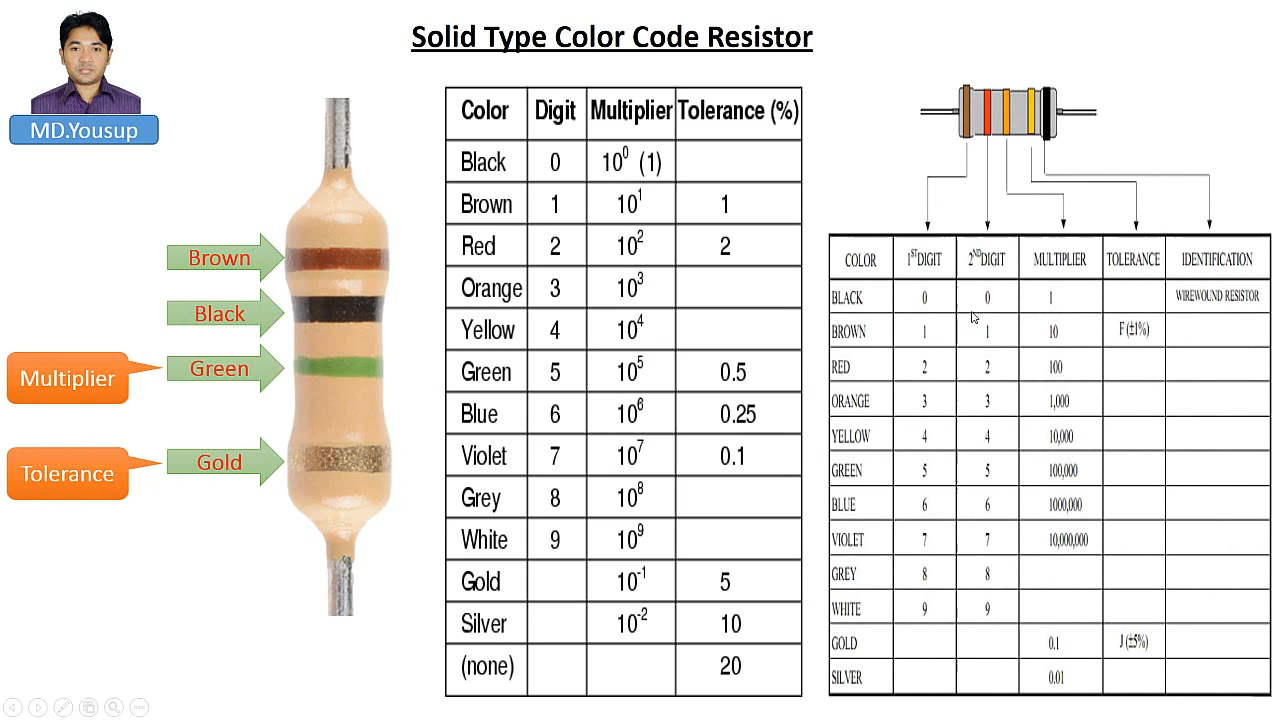 Solid Type Color Code Resistor
MD.Yousup
Brown
Black
Green
Multiplier
Gold
Tolerance
Color Digit Multiplier Tolerance (%)
Black 0 10⁰ (1)
Brown 1 10¹ 1
Red 2 10² 2
Orange 3 10³
Yellow 4 10⁴
Green 5 10⁵ 0.5
Blue 6 10⁶ 0.25
Violet 7 10⁷ 0.1
Grey 8 10⁸
White 9 10⁹
Gold 10⁻¹ 5
Silver 10⁻² 10
(none) 20
COLOR 1ST DIGIT 2ND DIGIT MULTIPLIER TOLERANCE IDENTIFICATION
BLACK 0 0 1 WIREWOUND RESISTOR
BROWN 1 1 10 F (±1%)
RED 2 2 100
ORANGE 3 3 1,000
YELLOW 4 4 10,000
GREEN 5 5 100,000
BLUE 6 6 1000,000
VIOLET 7 7 10,000,000
GREY 8 8
WHITE 9 9
GOLD 0.1 J (±5%)
SILVER 0.01